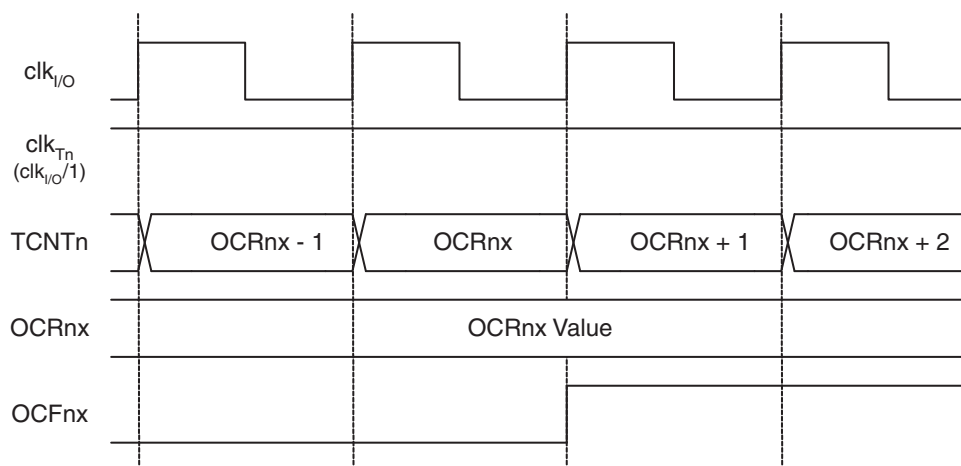 clkI/O
clkTn
(clkI/O/1)
TCNTn OCRnx - 1 OCRnx OCRnx + 1 OCRnx + 2
OCRnx OCRnx Value
OCFnx